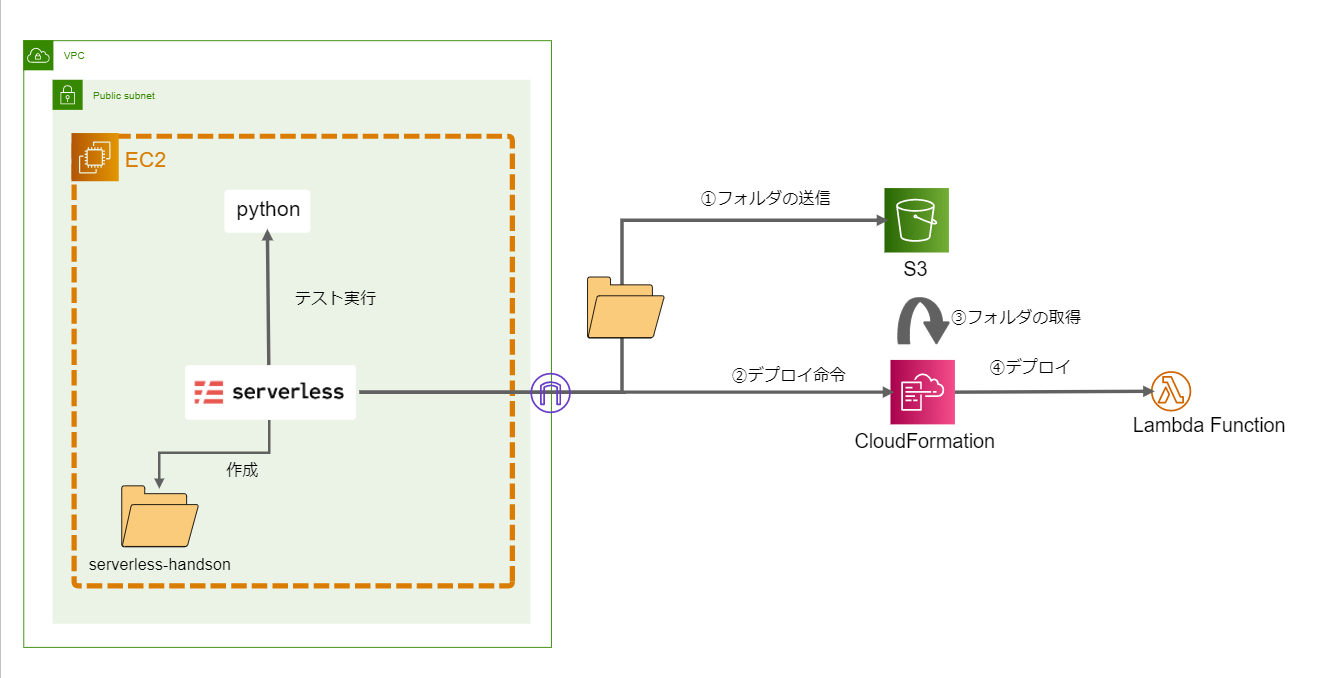 VPC
Public subnet
EC2
python
テスト実行
serverless
作成
serverless-handson
①フォルダの送信
S3
③フォルダの取得
②デプロイ命令
④デプロイ
CloudFormation
Lambda Function